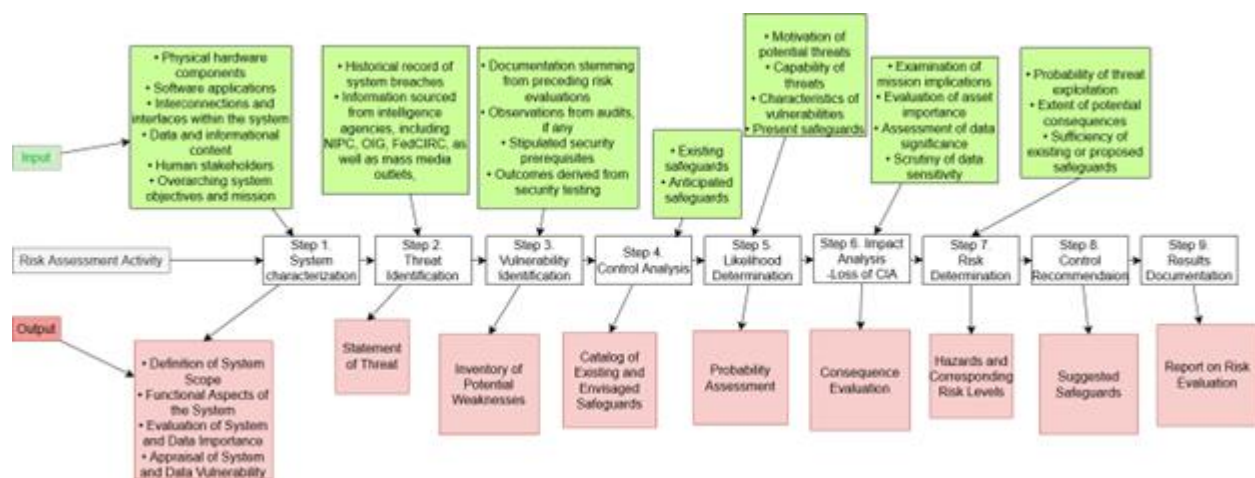 • Physical hardware
components
• Software applications
• Interconnections and
interfaces within the system
• Data and informational
content
• Human stakeholders
• Overarching system
objectives and mission
• Historical record of
system breaches
• Information sourced
from intelligence
agencies, including
NIPC, OIG, FedCIRC, as
well as mass media
outlets,
• Documentation stemming
from preceding risk
evaluations
• Observations from audits,
if any
• Stipulated security
prerequisites
• Outcomes derived from
security testing
• Existing
safeguards
• Anticipated
safeguards
• Motivation of
potential threats
• Capability of
threats
• Characteristics of
vulnerabilities
• Present safeguards
• Examination of
mission implications
• Evaluation of asset
importance
• Assessment of data
significance
• Scrutiny of data
sensitivity
• Probability of threat
exploitation
• Extent of potential
consequences
• Sufficiency of
existing or proposed
safeguards
Input
Risk Assessment Activity
Step 1.
System
characterization
Step 2.
Threat
Identification
Step 3.
Vulnerability
Identification
Step 4.
Control Analysis
Step 5.
Likelihood
Determination
Step 6. Impact
Analysis
-Loss of CIA
Step 7.
Risk
Determination
Step 8.
Control
Recommendaion
Step 9.
Results
Documentation
Output
• Definition of System
Scope
• Functional Aspects of
the System
• Evaluation of System
and Data Importance
• Appraisal of System
and Data Vulnerability
Statement
of Threat
Inventory of
Potential
Weaknesses
Catalog of
Existing and
Envisaged
Safeguards
Probability
Assessment
Consequence
Evaluation
Hazards and
Corresponding
Risk Levels
Suggested
Safeguards
Report on Risk
Evaluation